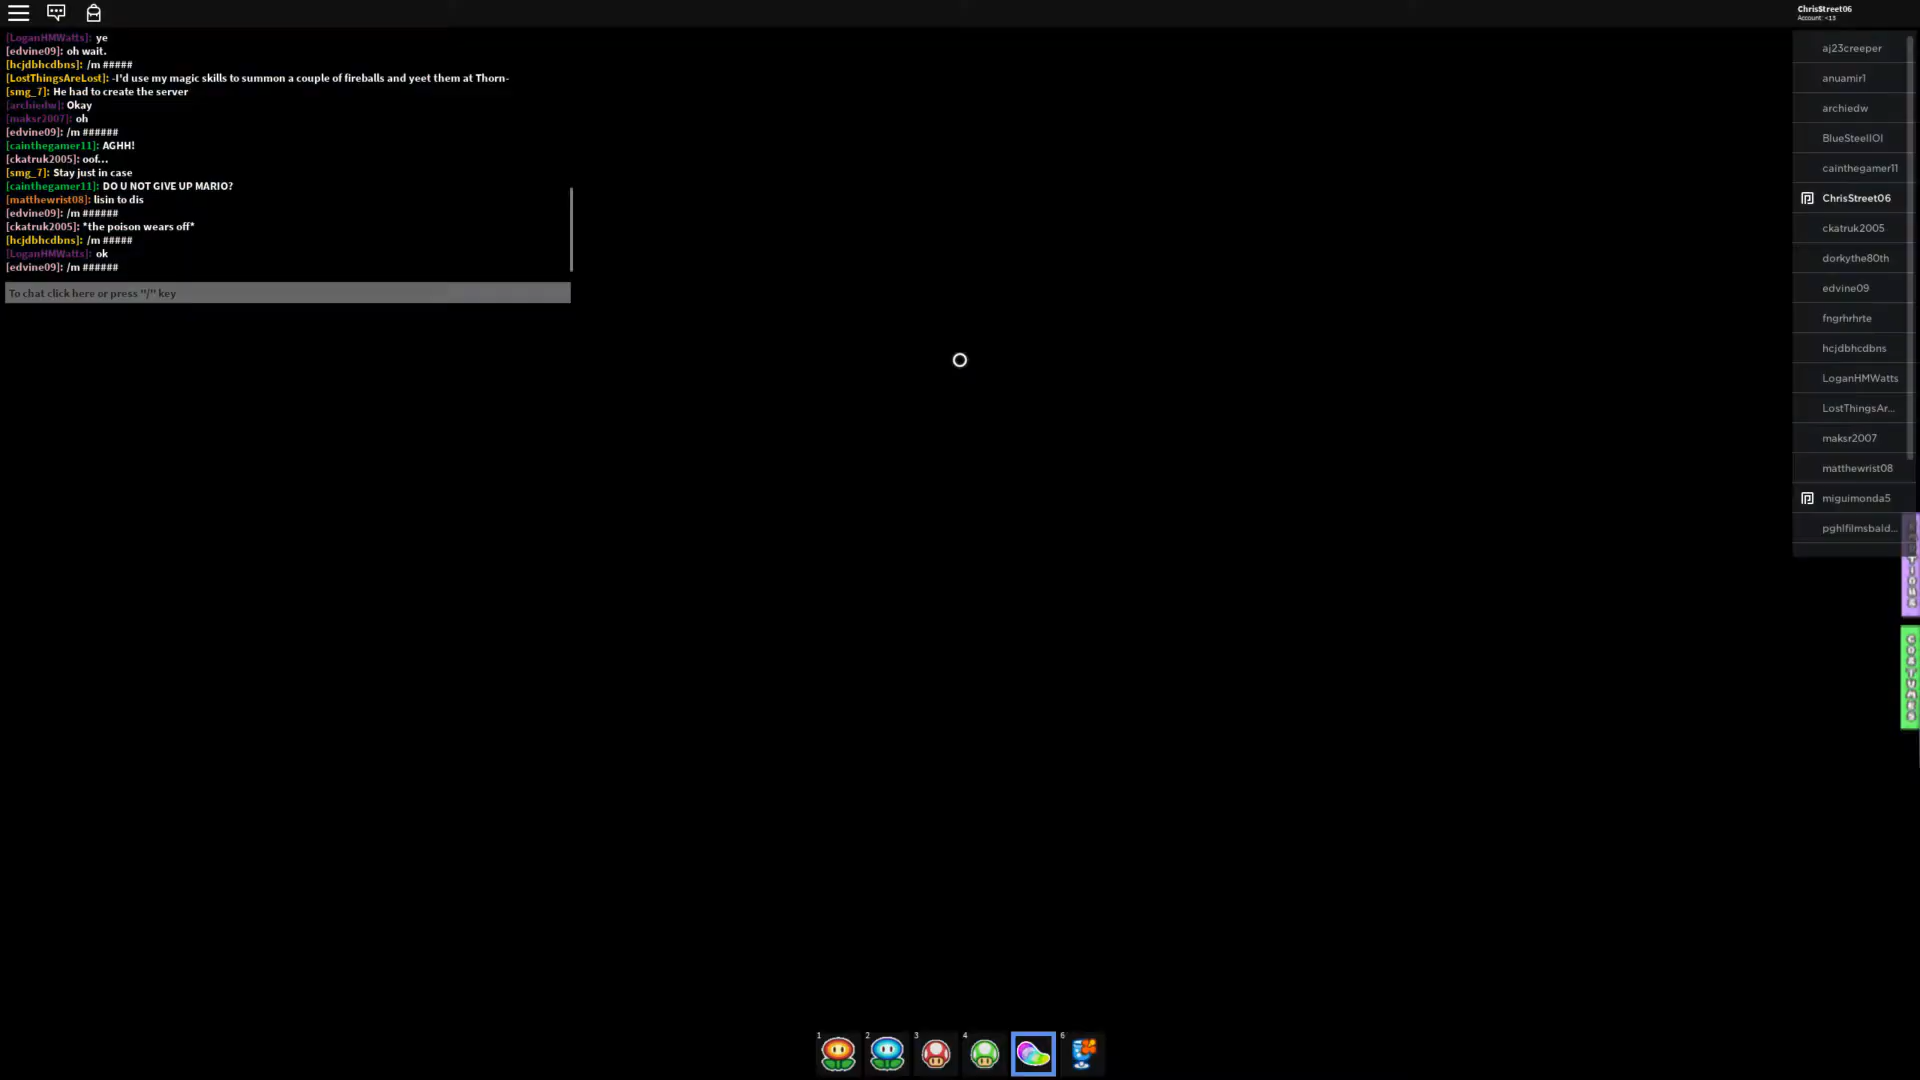 ChrisStreet06
Account: <13
[LoganHMWatts]: ye
[edvine09]: oh wait.
[hcjdbhcdbns]: /m #####
[LostThingsAreLost]: -I'd use my magic skills to summon a couple of fireballs and yeet them at Thorn-
[smg_7]: He had to create the server
[archiedw]: Okay
[maksr2007]: oh
[edvine09]: /m ######
[cainthegamer11]: AGHH!
[ckatruk2005]: oof...
[smg_7]: Stay just in case
[cainthegamer11]: DO U NOT GIVE UP MARIO?
[matthewrist08]: lisin to dis
[edvine09]: /m ######
[ckatruk2005]: *the poison wears off*
[hcjdbhcdbns]: /m #####
[LoganHMWatts]: ok
[edvine09]: /m ######
To chat click here or press "/" key
aj23creeper
anuamir1
archiedw
BlueSteellOl
cainthegamer11
ChrisStreet06
ckatruk2005
dorkythe80th
edvine09
fngrhrhrte
hcjdbhcdbns
LoganHMWatts
LostThingsAr...
maksr2007
matthewrist08
miguimonda5
pghlfilmsbald...
COSTUMES
1
2
3
4
6